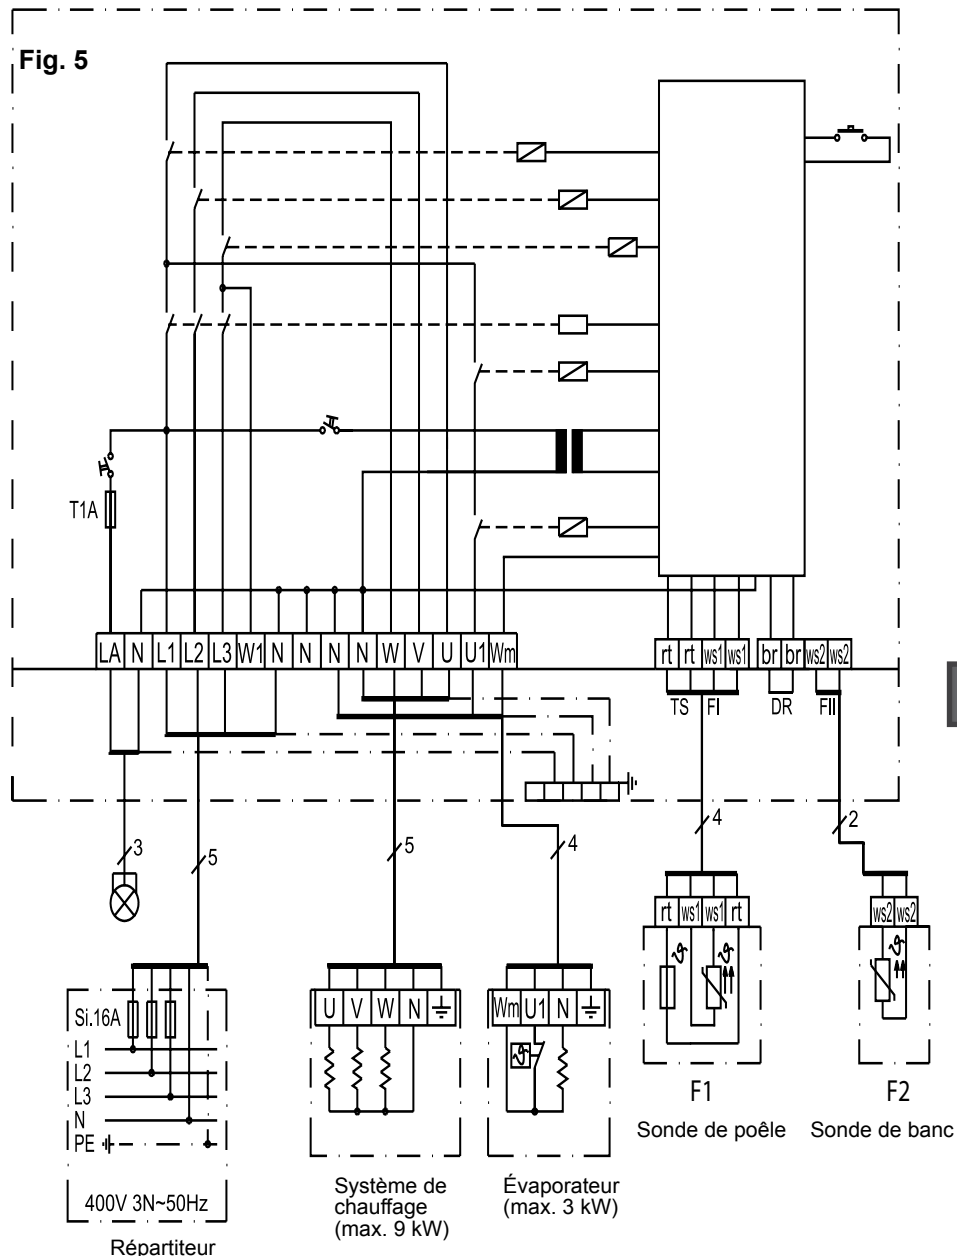 Fig. 5
T1A
LA N L1 L2 L3 W1 N N N N W V U U1 Wm
rt rt ws1 ws1 br br ws2 ws2
TS FI DR FII
3
5
5
4
4
2
rt ws1 ws1 rt
ws2 ws2
ϑ
ϑ
Si.16A
L1
L2
L3
N
PE
400V 3N~50Hz
Répartiteur
U V W N
Système de
chauffage
(max. 9 kW)
Wm U1 N
ϑ
Évaporateur
(max. 3 kW)
F1
Sonde de poêle
F2
Sonde de banc